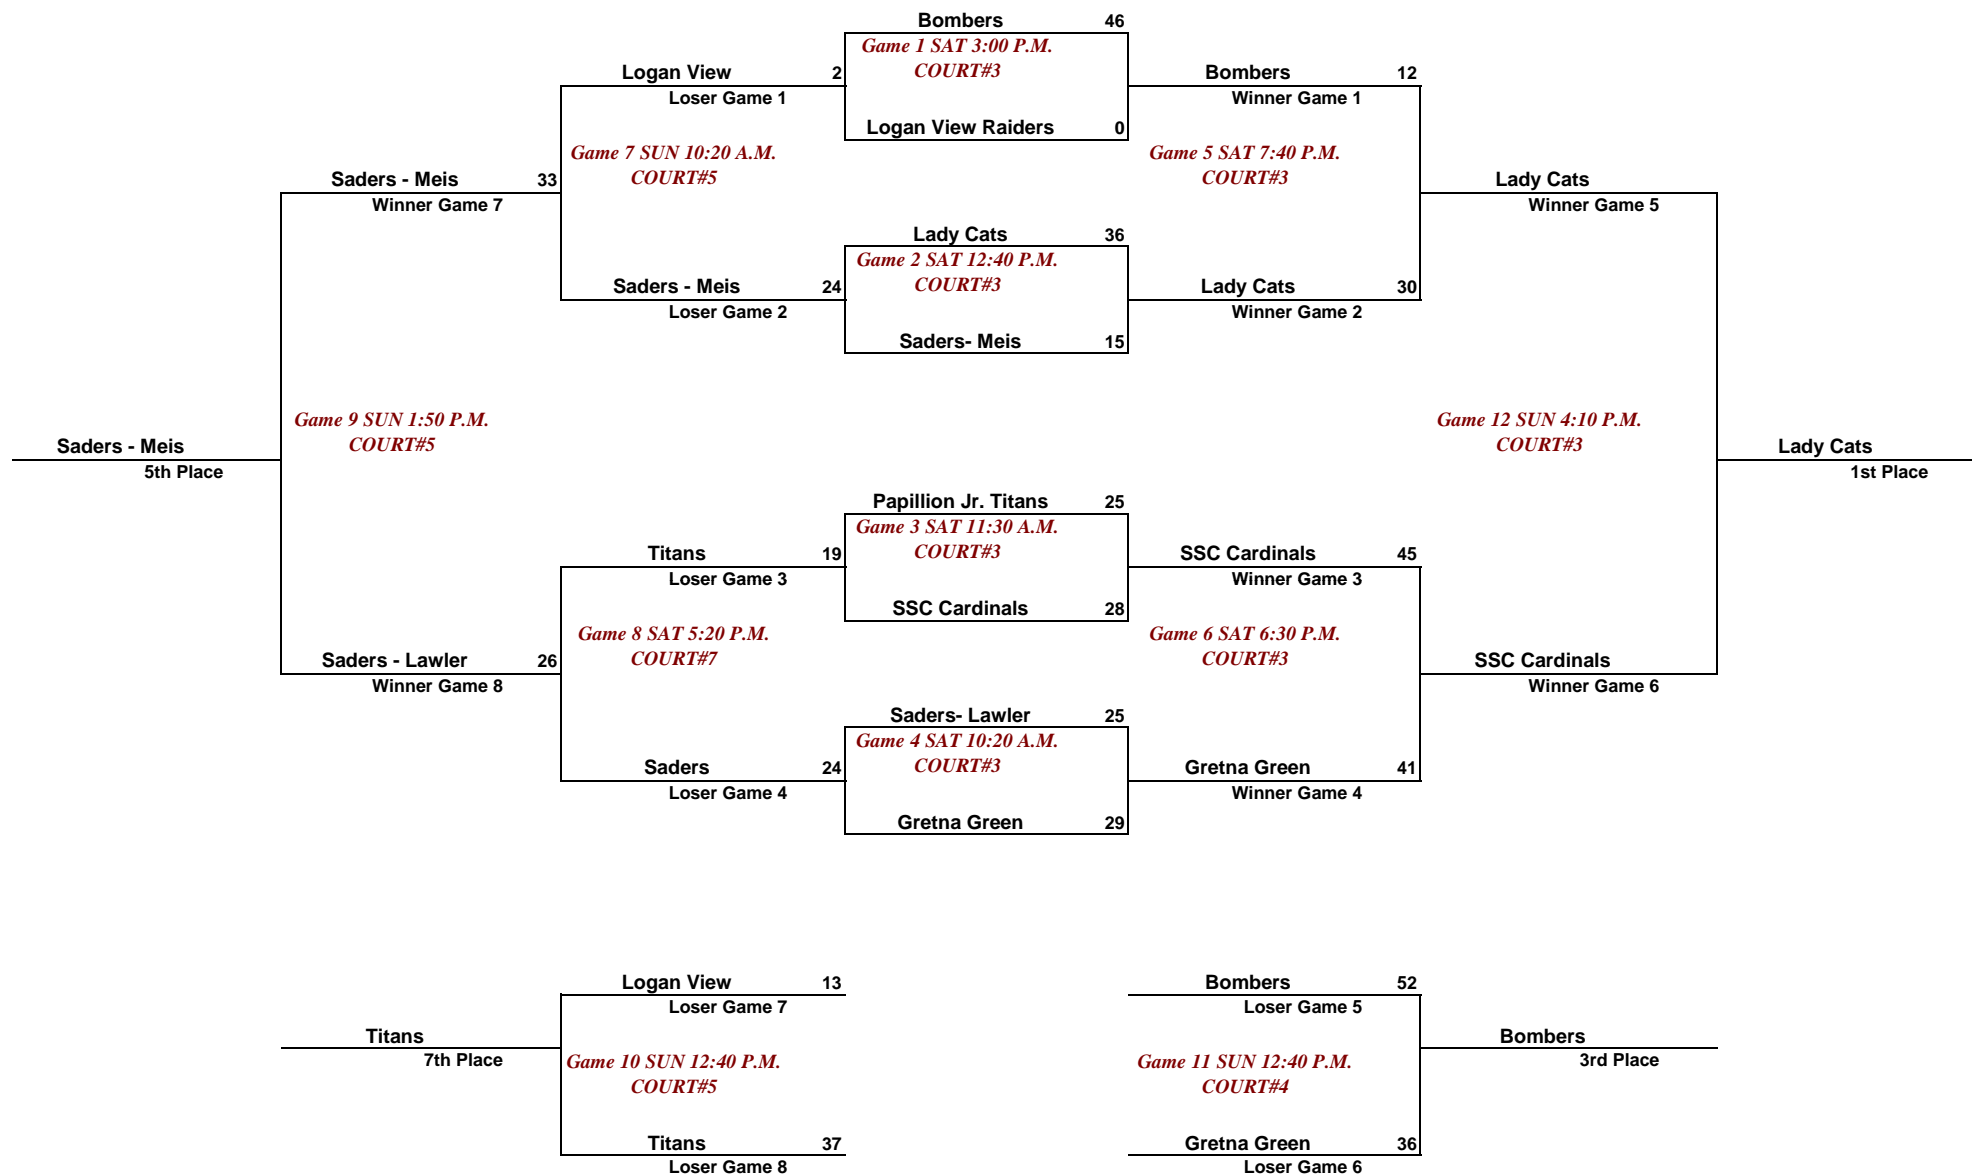 Bombers 46
Game 1 SAT 3:00 P.M.
COURT#3
Logan View 2
Loser Game 1
Bombers 12
Winner Game 1
Logan View Raiders 0
Game 7 SUN 10:20 A.M.
COURT#5
Game 5 SAT 7:40 P.M.
COURT#3
Saders - Meis 33
Winner Game 7
Lady Cats
Winner Game 5
Lady Cats 36
Game 2 SAT 12:40 P.M.
COURT#3
Saders - Meis 24
Loser Game 2
Lady Cats 30
Winner Game 2
Saders- Meis 15
Game 9 SUN 1:50 P.M.
COURT#5
Game 12 SUN 4:10 P.M.
COURT#3
Saders - Meis
5th Place
Lady Cats
1st Place
Papillion Jr. Titans 25
Game 3 SAT 11:30 A.M.
COURT#3
Titans 19
Loser Game 3
SSC Cardinals 45
Winner Game 3
SSC Cardinals 28
Game 8 SAT 5:20 P.M.
COURT#7
Game 6 SAT 6:30 P.M.
COURT#3
Saders - Lawler 26
Winner Game 8
SSC Cardinals
Winner Game 6
Saders- Lawler 25
Game 4 SAT 10:20 A.M.
COURT#3
Saders 24
Loser Game 4
Gretna Green 41
Winner Game 4
Gretna Green 29
Logan View 13
Loser Game 7
Bombers 52
Loser Game 5
Titans
7th Place
Bombers
3rd Place
Game 10 SUN 12:40 P.M.
COURT#5
Game 11 SUN 12:40 P.M.
COURT#4
Titans 37
Loser Game 8
Gretna Green 36
Loser Game 6